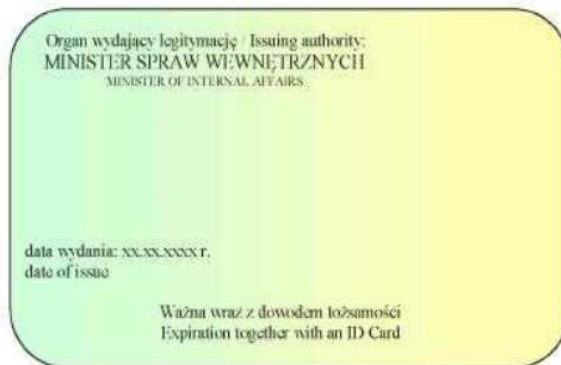 Organ wydający legitymację / Issuing authority:
MINISTER SPRAW WEWNĘTRZNYCH
MINISTER OF INTERNAL AFFAIRS
data wydania: xx.xx.xxxx r.
date of issue
Ważna wraz z dowodem tożsamości
Expiration together with an ID Card